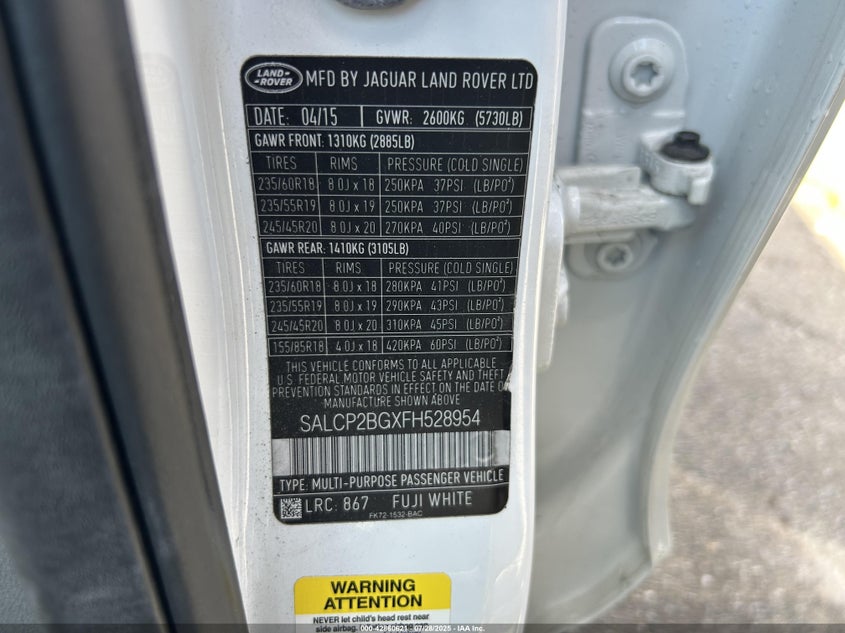 LAND-ROVER MFD BY JAGUAR LAND ROVER LTD
DATE: 04/15 GVWR: 2600KG (5730LB)
GAWR FRONT: 1310KG (2885LB)
TIRES RIMS PRESSURE (COLD SINGLE)
235/60R18 8.0J x 18 250KPA 37PSI (LB/PO²)
235/55R19 8.0J x 19 250KPA 37PSI (LB/PO²)
245/45R20 8.0J x 20 270KPA 40PSI (LB/PO²)
GAWR REAR: 1410KG (3105LB)
TIRES RIMS PRESSURE (COLD SINGLE)
235/60R18 8.0J x 18 280KPA 41PSI (LB/PO²)
235/55R19 8.0J x 19 290KPA 43PSI (LB/PO²)
245/45R20 8.0J x 20 310KPA 45PSI (LB/PO²)
155/85R18 4.0J x 18 420KPA 60PSI (LB/PO²)
THIS VEHICLE CONFORMS TO ALL APPLICABLE
U.S. FEDERAL MOTOR VEHICLE SAFETY AND THEFT
PREVENTION STANDARDS IN EFFECT ON THE DATE OF
MANUFACTURE SHOWN ABOVE
SALCP2BGXFH528954
TYPE: MULTI-PURPOSE PASSENGER VEHICLE
LRC: 867 FUJI WHITE
FK72-1532-BAC
WARNING
ATTENTION
NEVER let child's head rest near
side airbag.
000-42860621 - 07/28/2025 - IAA Inc.